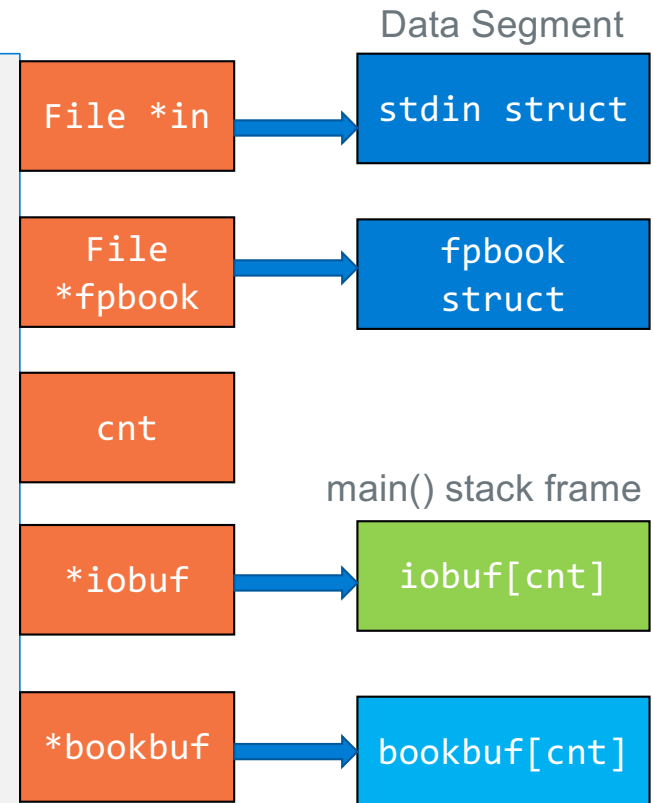 Data Segment
File *in
stdin struct
File
*fpbook
fpbook
struct
cnt
main() stack frame
*iobuf
iobuf[cnt]
*bookbuf
bookbuf[cnt]